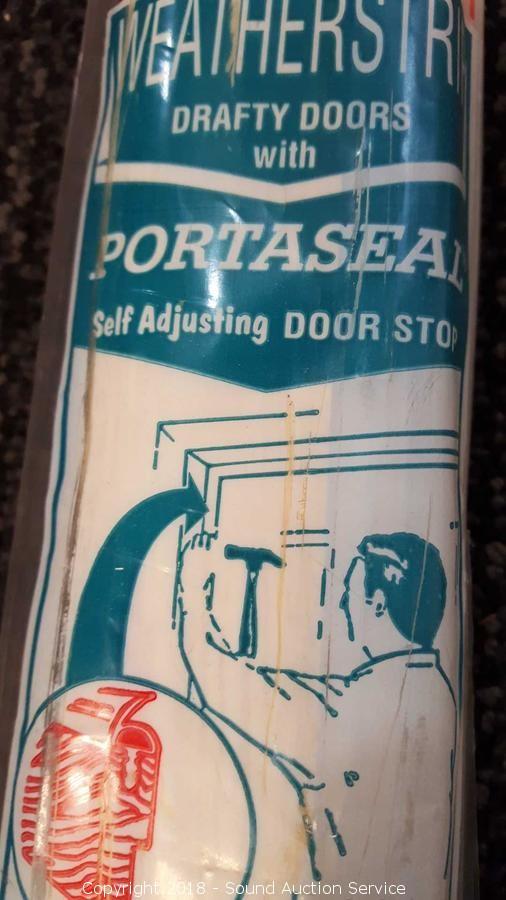 WEATHERSTRI
DRAFTY DOORS
with
PORTASEAL
Self Adjusting DOOR STOP
Copyright 2018 - Sound Auction Service